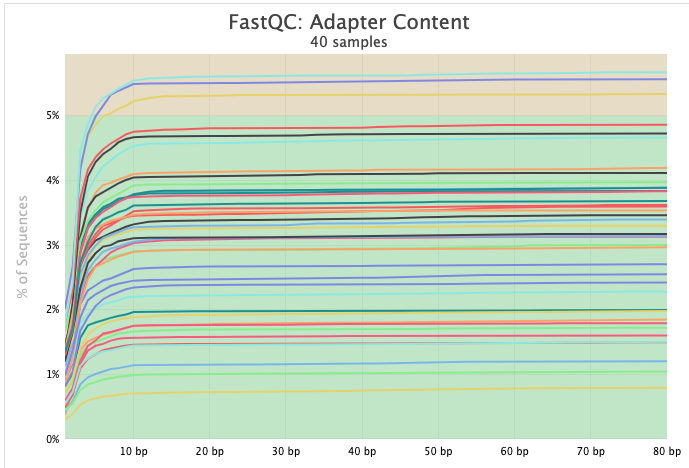 FastQC: Adapter Content
40 samples
% of Sequences
5%
4%
3%
2%
1%
0%
10 bp 20 bp 30 bp 40 bp 50 bp 60 bp 70 bp 80 bp